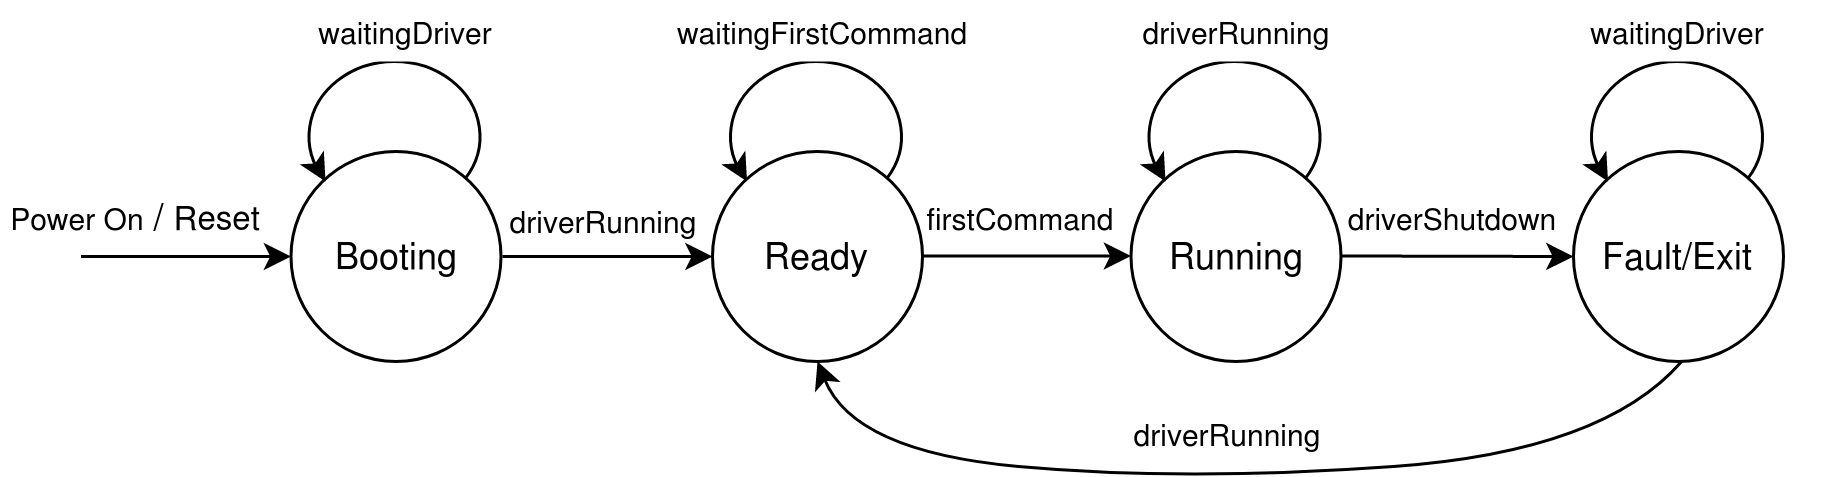 waitingDriver
waitingFirstCommand
driverRunning
waitingDriver
Power On / Reset
driverRunning
firstCommand
driverShutdown
Booting
Ready
Running
Fault/Exit
driverRunning